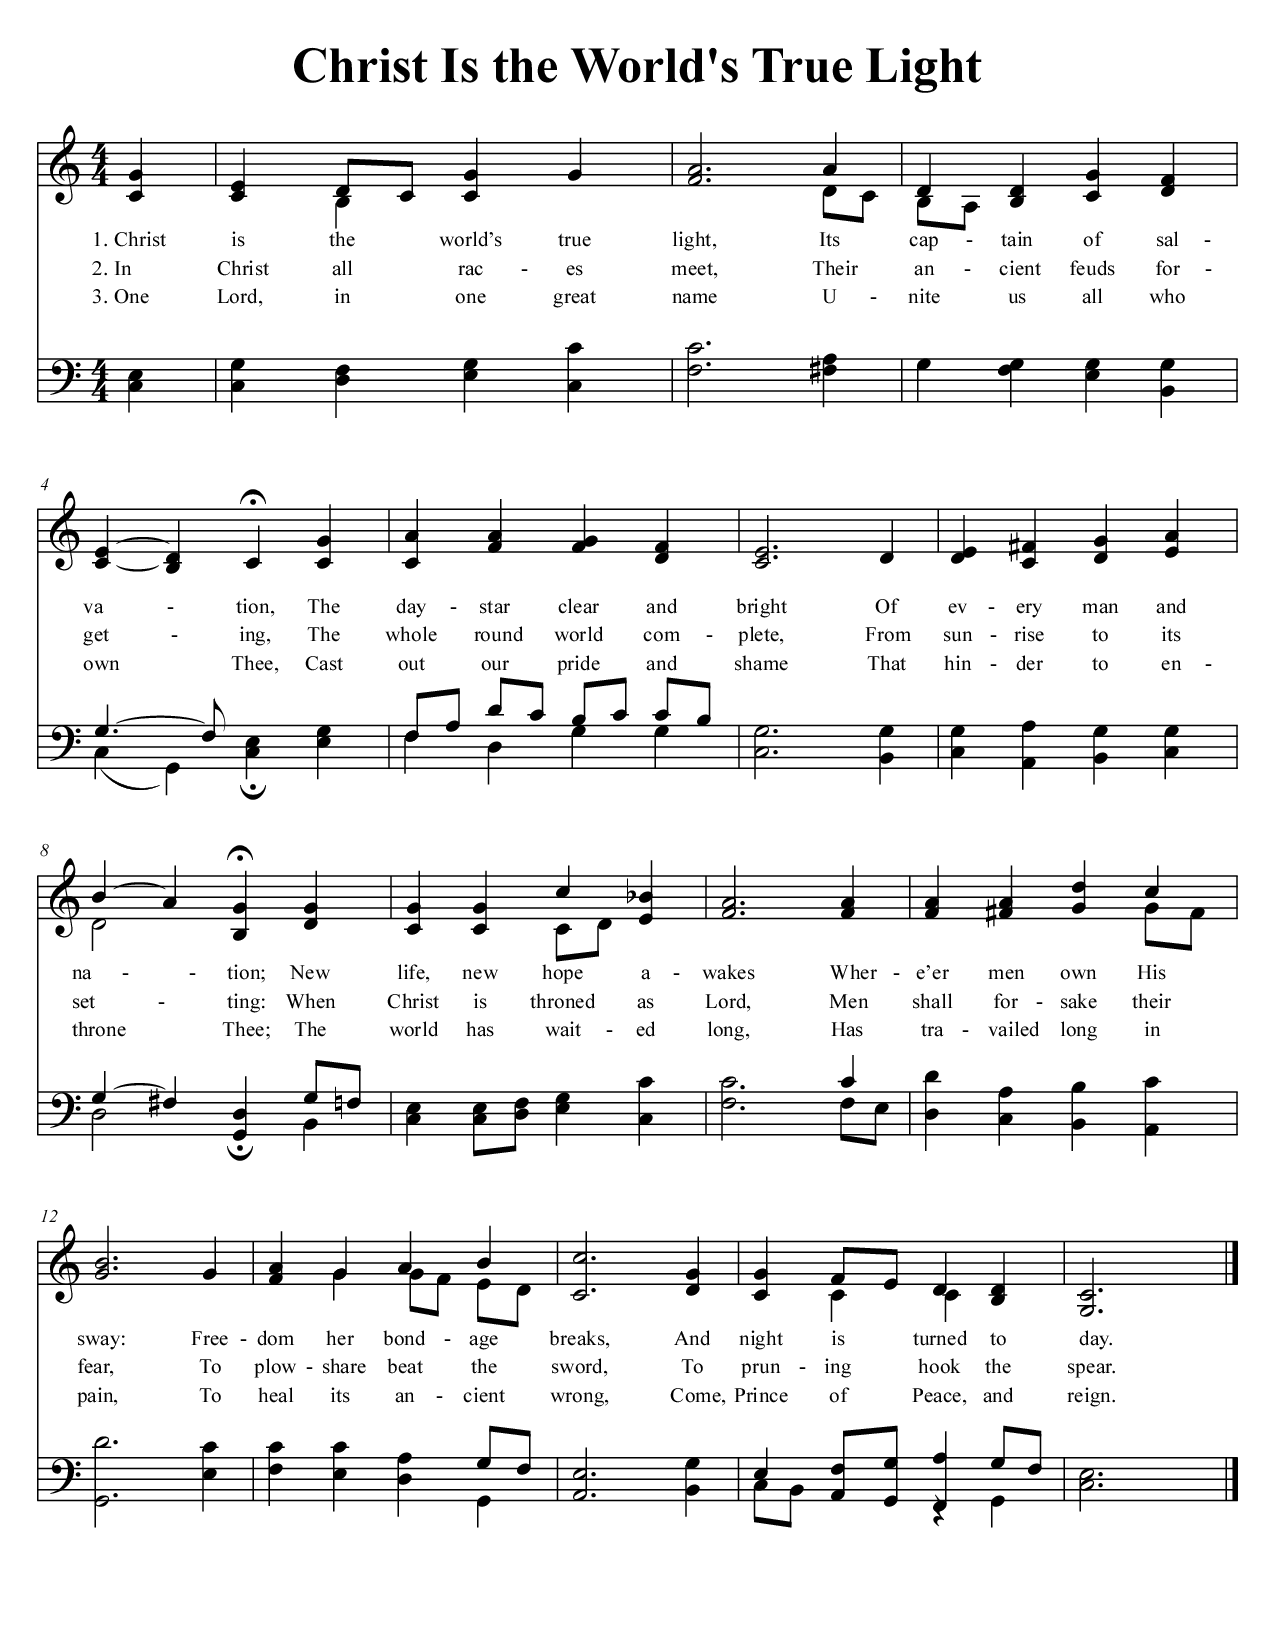 Christ Is the World's True Light
1. Christ is the world’s true light, Its cap - tain of sal -
2. In Christ all rac - es meet, Their an - cient feuds for -
3. One Lord, in one great name U - nite us all who
4
va - tion, The day - star clear and bright Of ev - ery man and
get - ing, The whole round world com - plete, From sun - rise to its
own Thee, Cast out our pride and shame That hin - der to en -
8
na - - tion; New life, new hope a - wakes Wher - e’er men own His
set - ting: When Christ is throned as Lord, Men shall for - sake their
throne Thee; The world has wait - ed long, Has tra - vailed long in
12
sway: Free - dom her bond - age breaks, And night is turned to day.
fear, To plow - share beat the sword, To prun - ing hook the spear.
pain, To heal its an - cient wrong, Come, Prince of Peace, and reign.